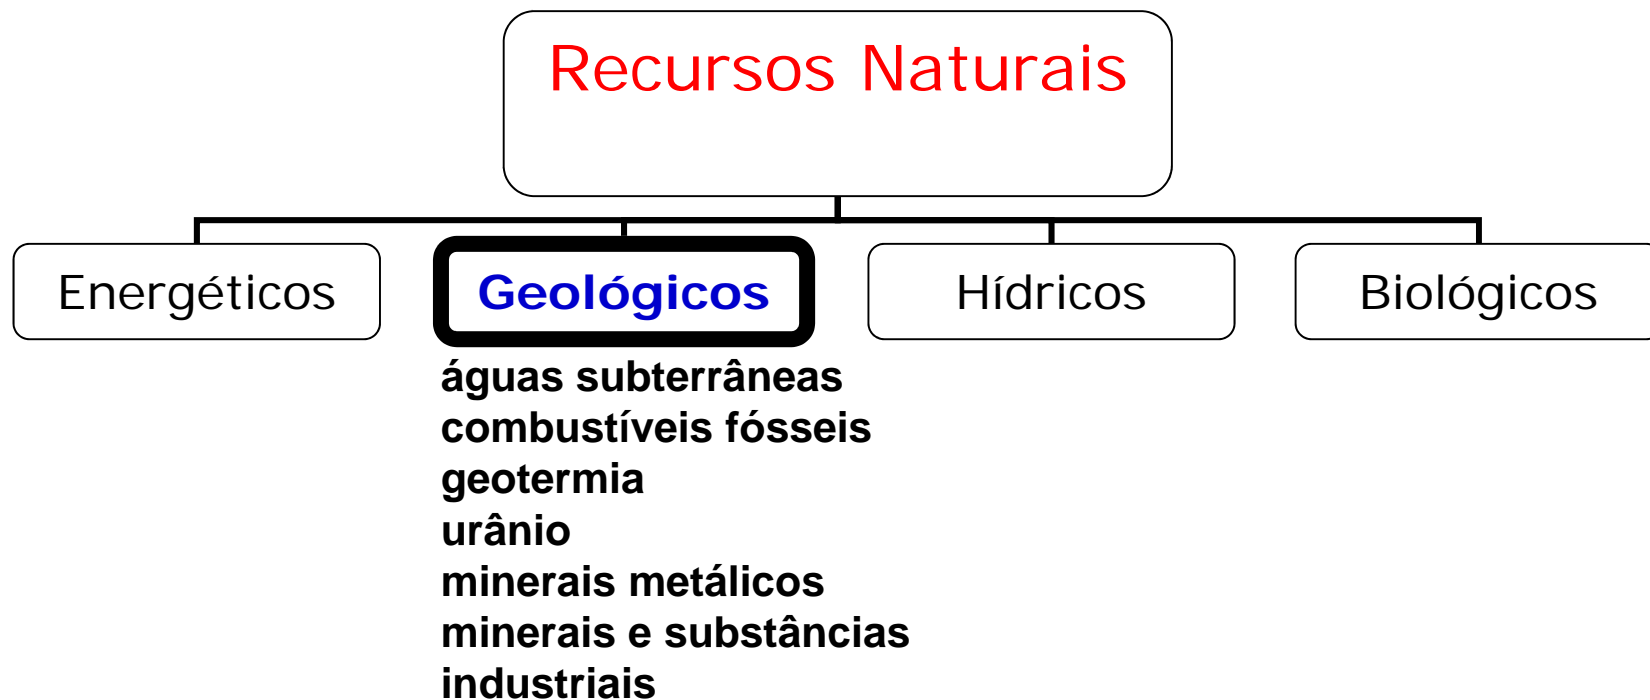 Recursos Naturais
Energéticos
Geológicos
Hídricos
Biológicos
águas subterrâneas
combustíveis fósseis
geotermia
urânio
minerais metálicos
minerais e substâncias
industriais